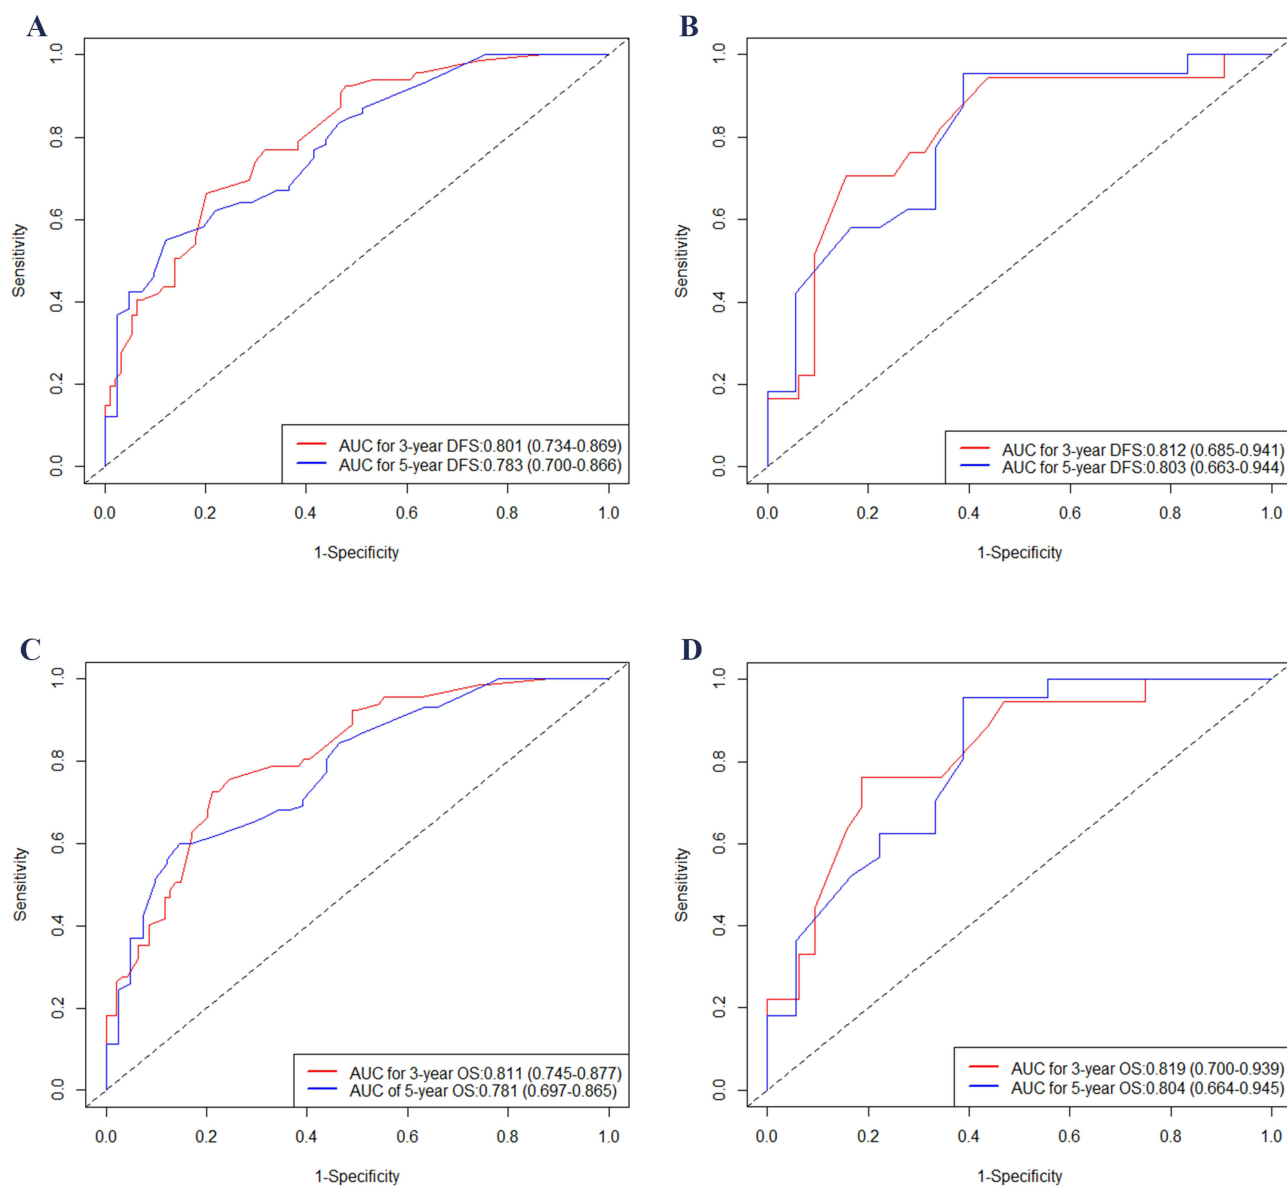 A
1.0
0.8
0.6
0.4
0.2
0.0
Sensitivity
AUC for 3-year DFS:0.801 (0.734-0.869)
AUC for 5-year DFS:0.783 (0.700-0.866)
0.0 0.2 0.4 0.6 0.8 1.0
1-Specificity
B
1.0
0.8
0.6
0.4
0.2
0.0
Sensitivity
AUC for 3-year DFS:0.812 (0.685-0.941)
AUC for 5-year DFS:0.803 (0.663-0.944)
0.0 0.2 0.4 0.6 0.8 1.0
1-Specificity
C
1.0
0.8
0.6
0.4
0.2
0.0
Sensitivity
AUC for 3-year OS:0.811 (0.745-0.877)
AUC of 5-year OS:0.781 (0.697-0.865)
0.0 0.2 0.4 0.6 0.8 1.0
1-Specificity
D
1.0
0.8
0.6
0.4
0.2
0.0
Sensitivity
AUC for 3-year OS:0.819 (0.700-0.939)
AUC for 5-year OS:0.804 (0.664-0.945)
0.0 0.2 0.4 0.6 0.8 1.0
1-Specificity